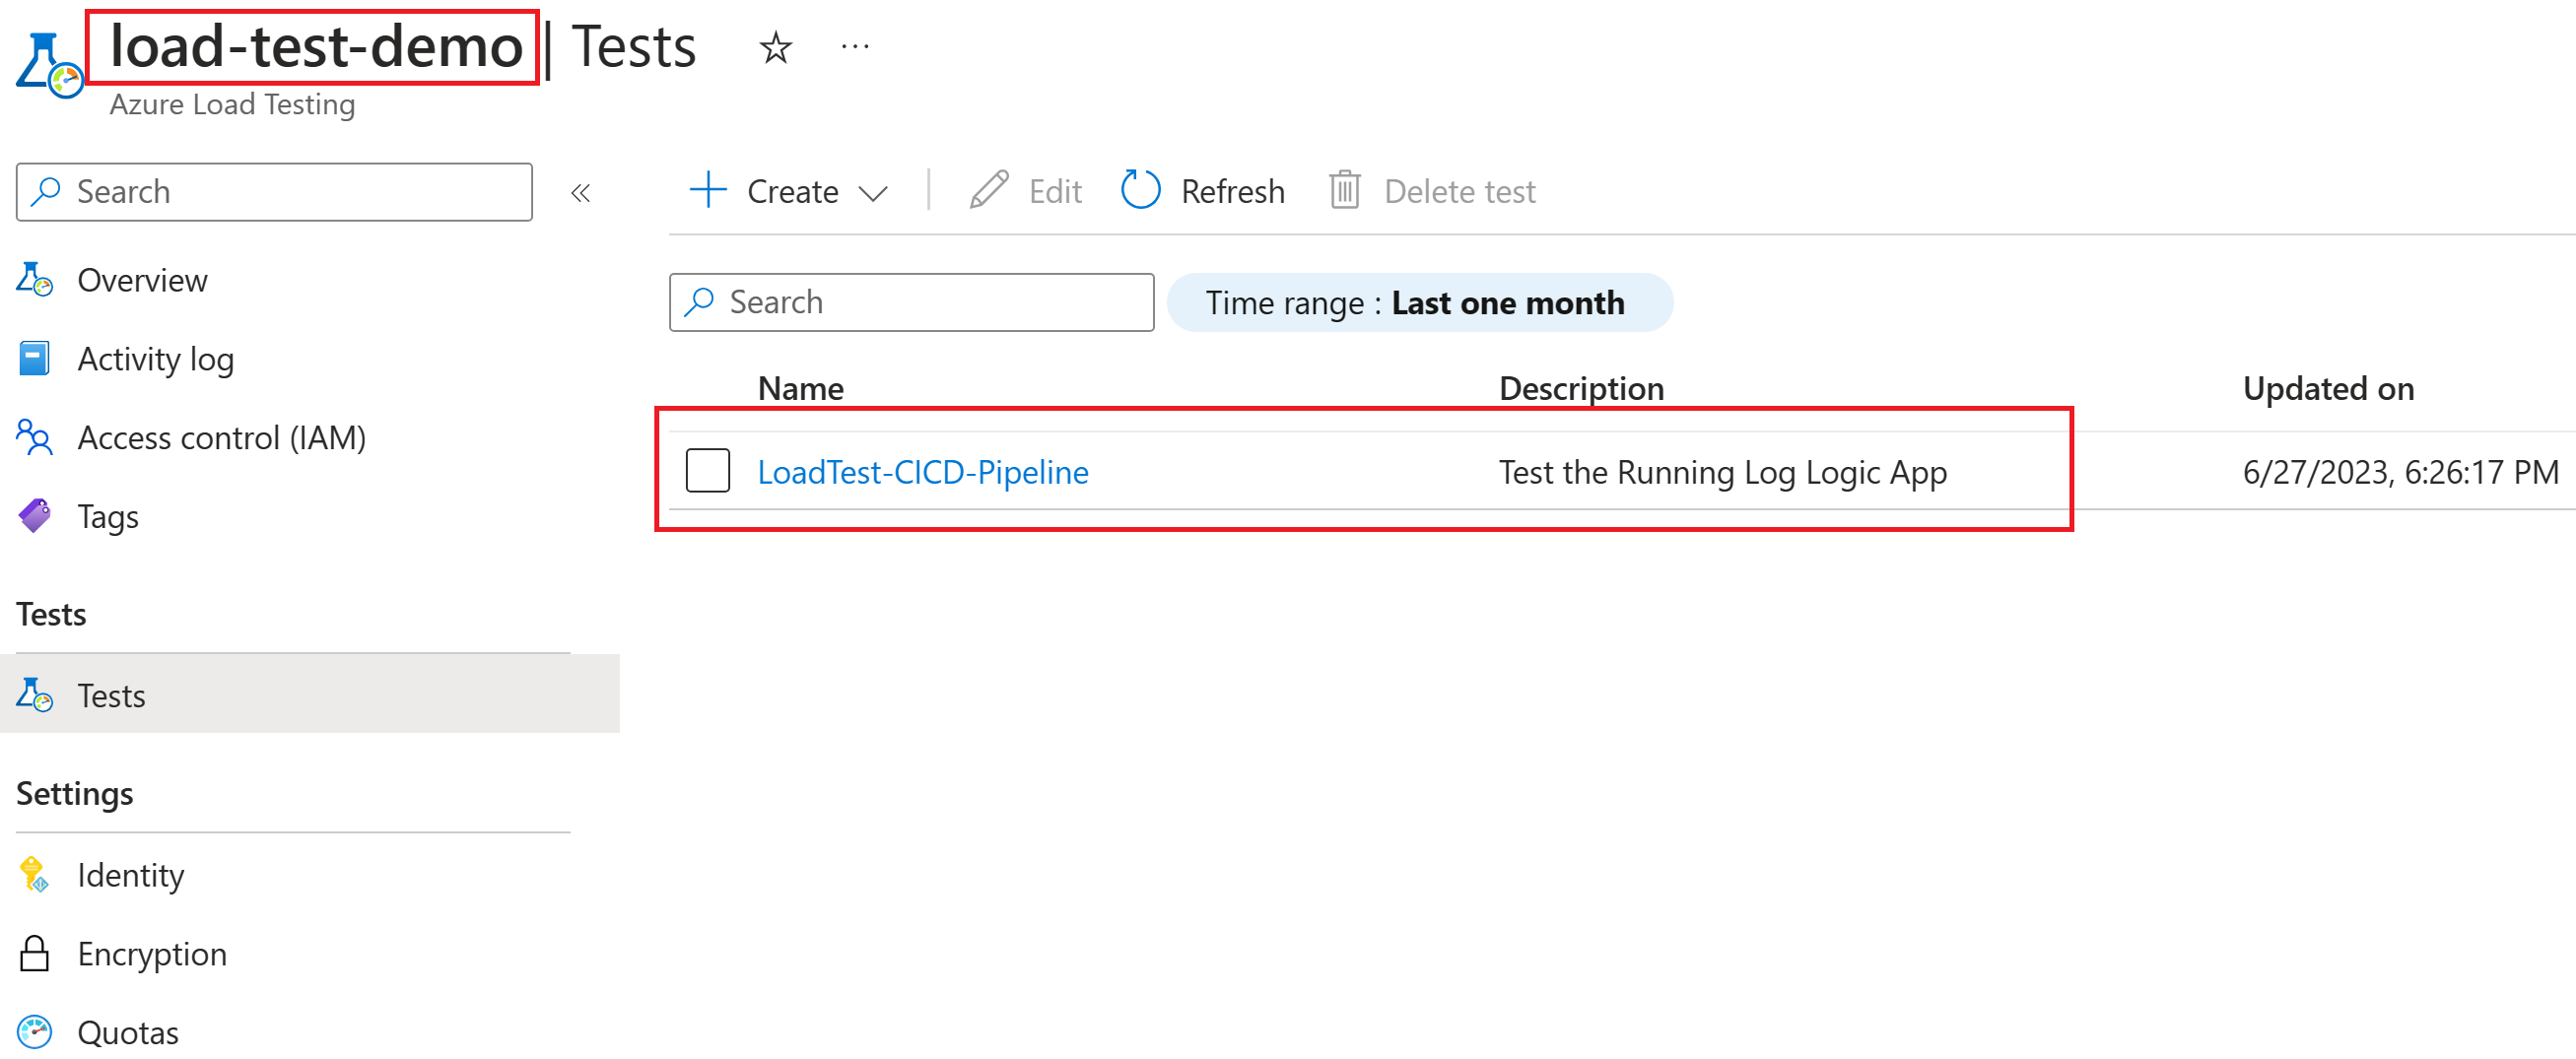 load-test-demo | Tests
Azure Load Testing
Search
Overview
Activity log
Access control (IAM)
Tags
Tests
Tests
Settings
Identity
Encryption
Quotas
Create Edit Refresh Delete test
Search Time range : Last one month
Name Description Updated on
LoadTest-CICD-Pipeline Test the Running Log Logic App 6/27/2023, 6:26:17 PM